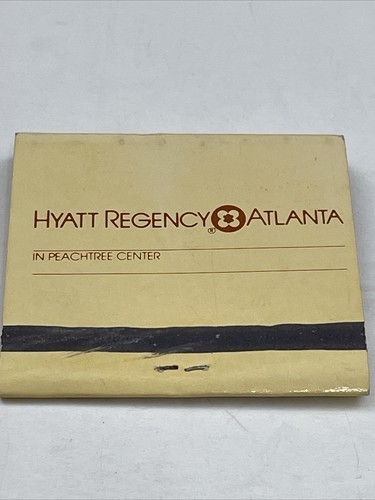 HYATT REGENCY® ATLANTA
IN PEACHTREE CENTER